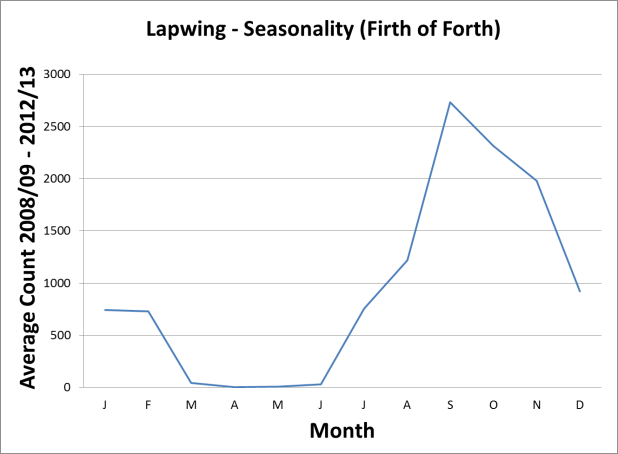 Lapwing - Seasonality (Firth of Forth)
Average Count 2008/09 - 2012/13
3000
2500
2000
1500
1000
500
0
J F M A M J J A S O N D
Month